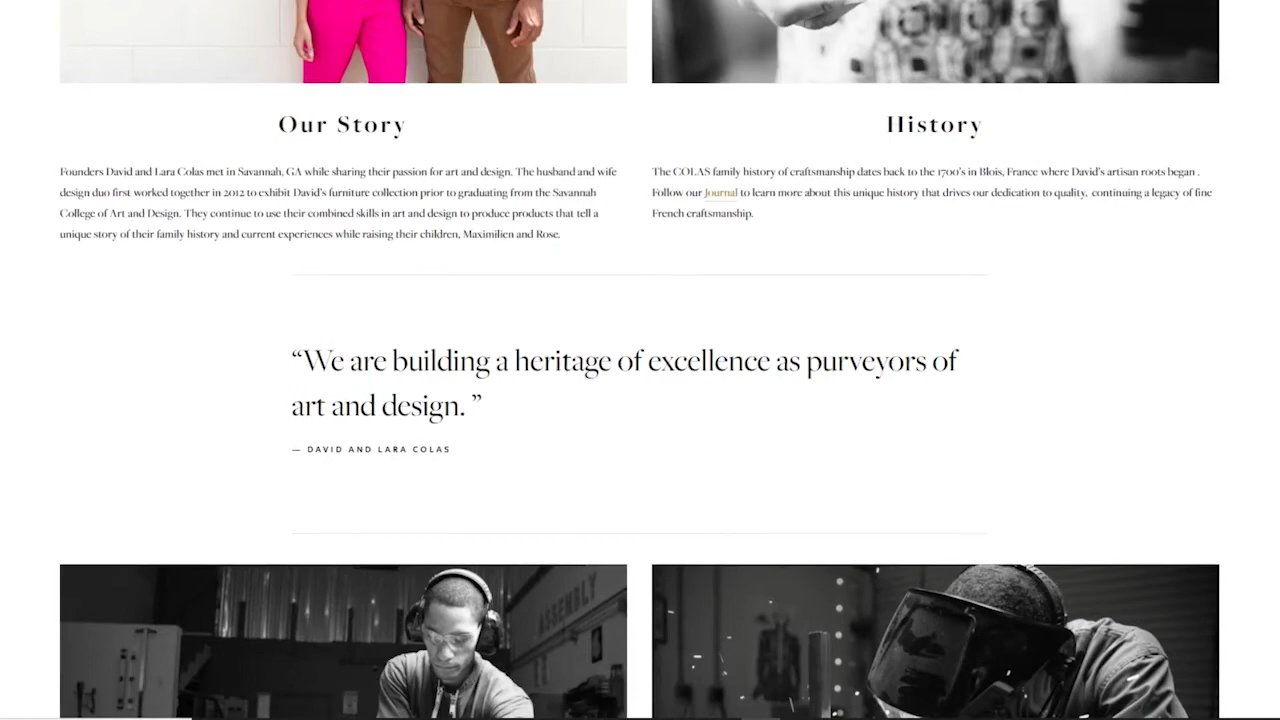 Our Story
Founders David and Lara Colas met in Savannah, GA while sharing their passion for art and design. The husband and wife
design duo first worked together in 2012 to exhibit David's furniture collection prior to graduating from the Savannah
College of Art and Design. They continue to use their combined skills in art and design to produce products that tell a
unique story of their family history and current experiences while raising their children, Maximilien and Rose.
History
The COLAS family history of craftsmanship dates back to the 1700's in Blois, France where David's artisan roots began .
Follow our Journal to learn more about this unique history that drives our dedication to quality, continuing a legacy of fine
French craftsmanship.
“We are building a heritage of excellence as purveyors of
art and design. ”
— DAVID AND LARA COLAS
ASSEMBLY